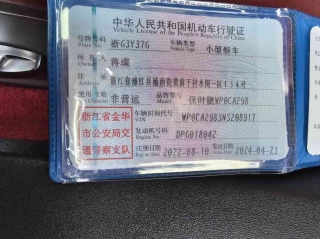 中华人民共和国机动车行驶证
Vehicle License of the People's Republic of China
号牌号码 浙G3Y37G 车辆类型 小型轿车
Plate No. Vehicle Type
所有人 蒋璨
Owner
住址 浙江省
Address
使用性质 非营运 品牌型号 保时捷WP0CA298
Use Character Model
浙江省金华 车辆识别代号 WP0CA2983NS208917
VIN
市公安局交 发动机号码 DPG018042
Engine No.
通警察支队 注册日期 2022-08-10 发证日期 2024-04-23
Register Date Issue Date